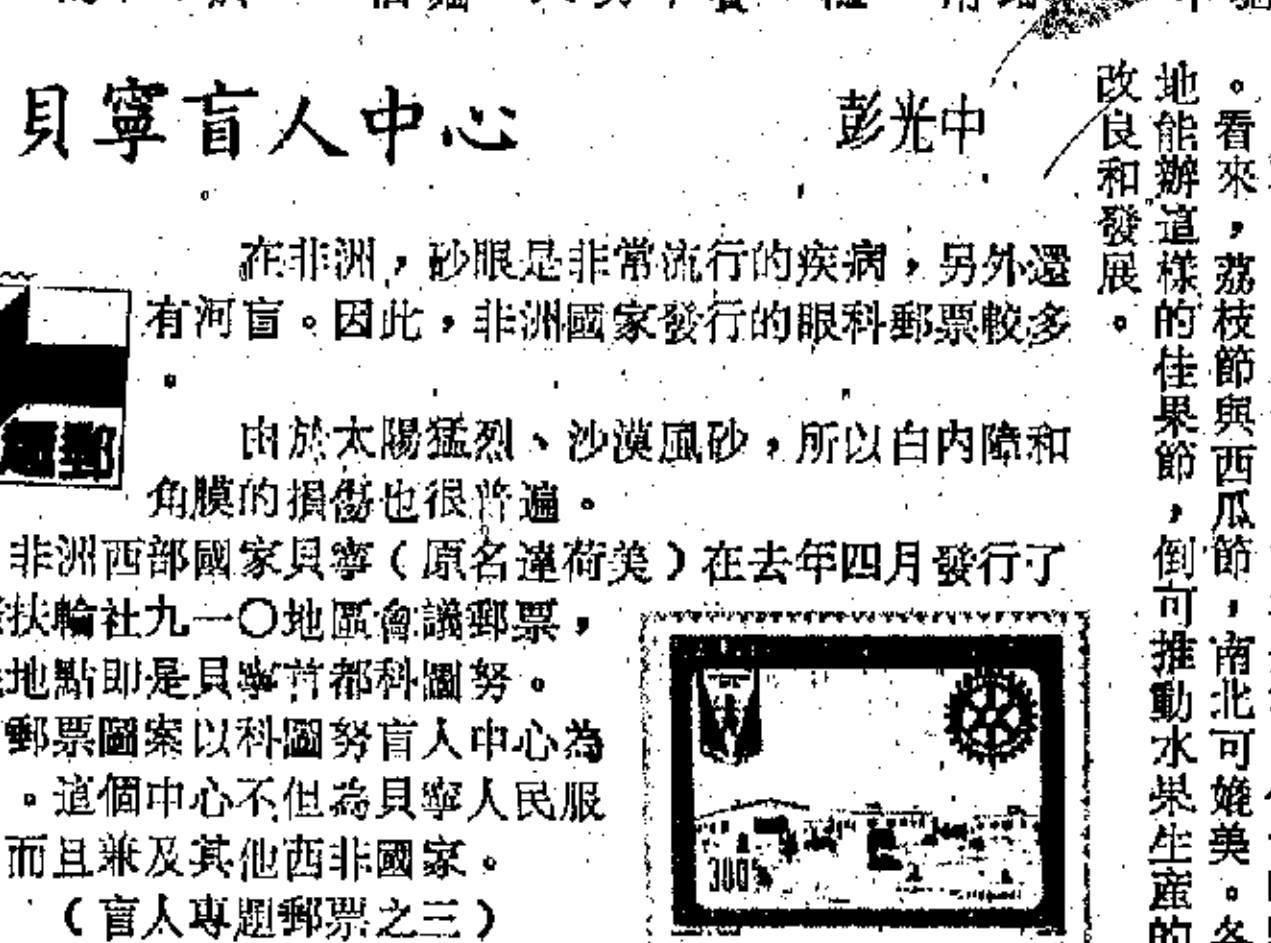 貝寧盲人中心
彭光中
在非洲，砂眼是非常流行的疾病，另外還
有河盲。因此，非洲國家發行的眼科郵票較多
。
由於太陽猛烈、沙漠風砂，所以白內障和
角膜的損傷也很普遍。
非洲西部國家貝寧（原名達荷美）在去年四月發行了
扶輪社九一〇地區會議郵票，
地點即是貝寧首都科圖努。
郵票圖案以科圖努盲人中心為
。這個中心不但為貝寧人民服
而且兼及其他西非國家。
（盲人專題郵票之三）
。看來，荔枝節與西瓜節，南北可媲美。各
地能辦這樣的佳果節，倒可推動水果生產的
改良和發展。